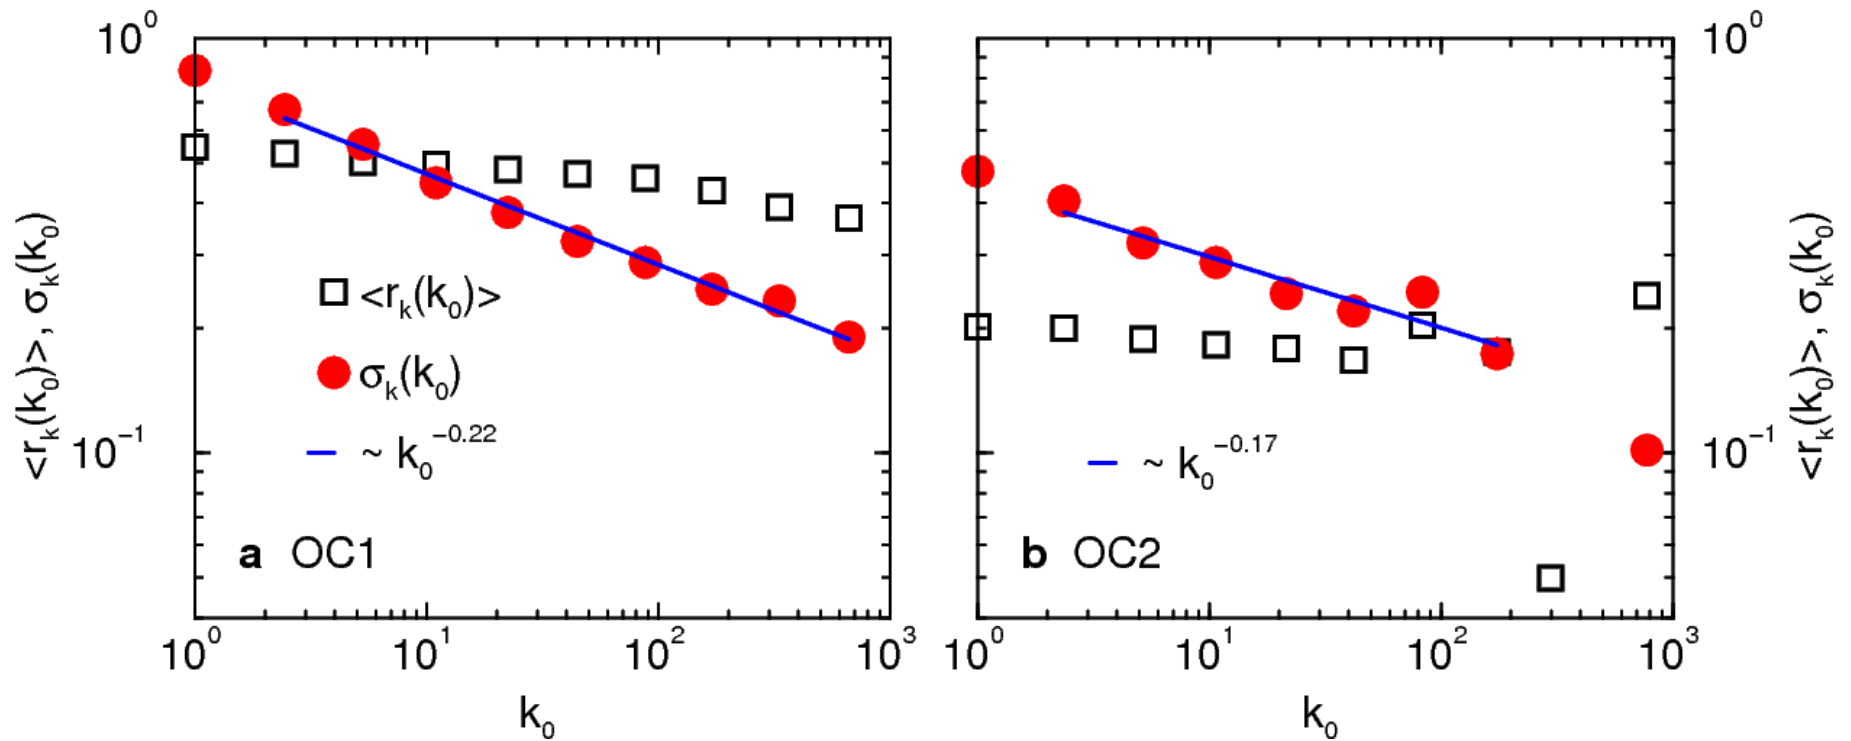 10^0
10^0
<r_k(k_0)>, σ_k(k_0)
<r_k(k_0)>
σ_k(k_0)
~ k_0^-0.22
10^-1
a OC1
10^0
10^1
10^2
10^3
k_0
~ k_0^-0.17
10^-1
b OC2
10^0
10^1
10^2
10^3
k_0
<r_k(k_0)>, σ_k(k_0)